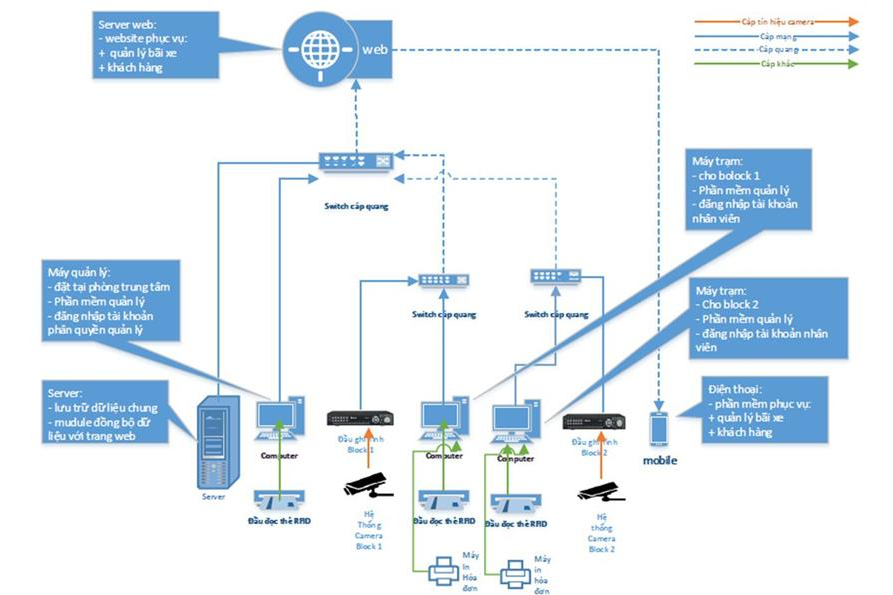 Server web:
- website phục vụ:
+ quản lý bãi xe
+ khách hàng
web
Cáp tín hiệu camera
Cáp mạng
Cáp quang
Cáp khác
Switch cáp quang
Máy trạm:
- cho bolock 1
- Phần mềm quản lý
- đăng nhập tài khoản
nhân viên
Máy quản lý:
- đặt tại phòng trung tâm
- Phần mềm quản lý
- đăng nhập tài khoản
phân quyền quản lý
Switch cáp quang
Switch cáp quang
Máy trạm:
- Cho block 2
- Phần mềm quản lý
- đăng nhập tài khoản nhân
viên
Server:
- lưu trữ dữ liệu chung
- mudule đồng bộ dữ
liệu với trang web
Điện thoại:
- phần mềm phục vụ:
+ quản lý bãi xe
+ khách hàng
Server
Computer
Đầu ghi hình
Block 1
Computer
Computer
Đầu ghi hình
Block 2
mobile
Đầu đọc thẻ RFID
Hệ
Thống
Camera
Block 1
Đầu đọc thẻ RFID
Đầu đọc thẻ RFID
Hệ
thống
Camera
Block 2
Máy
In
Hóa
đơn
Máy
in
hóa
đơn